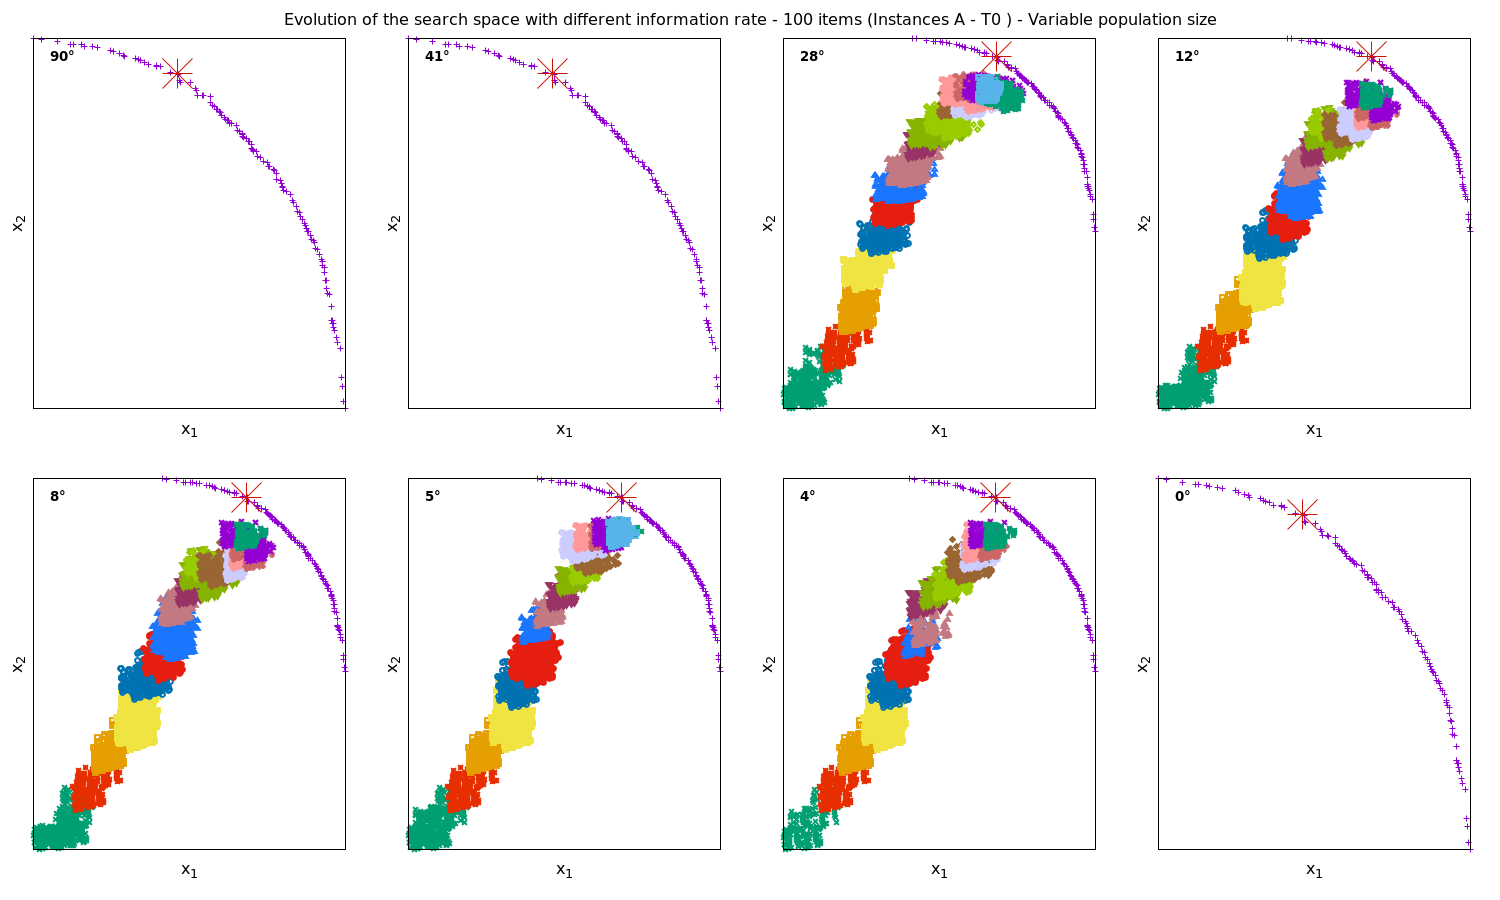 Evolution of the search space with different information rate - 100 items (Instances A - T0 ) - Variable population size
90°
41°
28°
12°
x2
x2
x2
x2
x1
x1
x1
x1
8°
5°
4°
0°
x2
x2
x2
x2
x1
x1
x1
x1